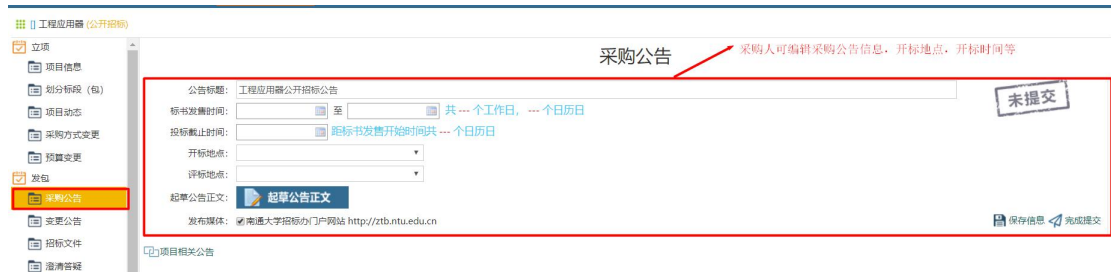 [] 工程应用器 (公开招标)
立项
项目信息
划分标段（包）
项目动态
采购方式变更
预算变更
发包
采购公告
变更公告
招标文件
澄清答疑
采购公告
采购人可编辑采购公告信息，开标地点，开标时间等
公告标题： 工程应用器公开招标公告
未提交
标书发售时间： 至 共 --- 个工作日， --- 个日历日
投标截止时间： 距标书发售开始时间共 --- 个日历日
开标地点：
评标地点：
起草公告正文： 起草公告正文
发布媒体： 南通大学招标办门户网站 http://ztb.ntu.edu.cn
保存信息 完成提交
项目相关公告